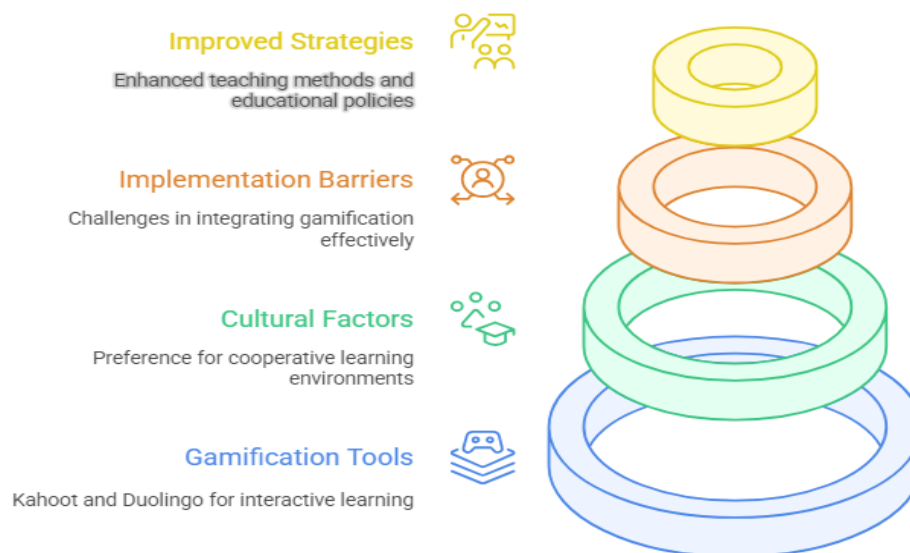 Improved Strategies
Enhanced teaching methods and
educational policies
Implementation Barriers
Challenges in integrating gamification
effectively
Cultural Factors
Preference for cooperative learning
environments
Gamification Tools
Kahoot and Duolingo for interactive learning